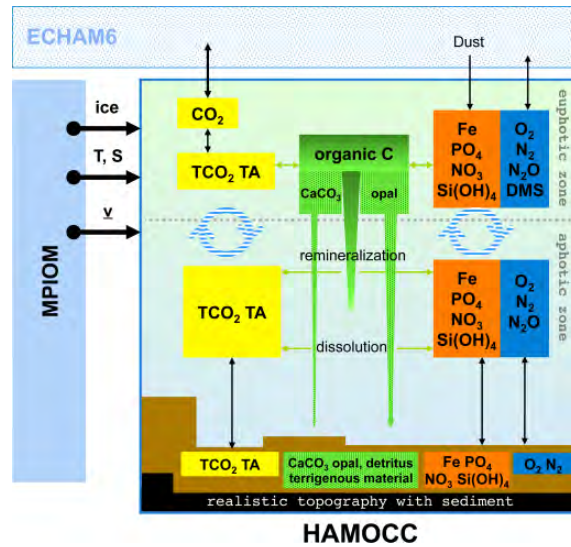 ECHAM6
Dust
MPIOM
ice
T, S
v
CO₂
TCO₂ TA
organic C
CaCO₃
opal
Fe
PO₄
NO₃
Si(OH)₄
O₂
N₂
N₂O
DMS
euphotic zone
remineralization
TCO₂ TA
dissolution
Fe
PO₄
NO₃
Si(OH)₄
O₂
N₂
N₂O
aphotic zone
TCO₂ TA
CaCO₃ opal, detritus
terrigenous material
Fe PO₄
NO₃ Si(OH)₄
O₂ N₂
realistic topography with sediment
HAMOCC